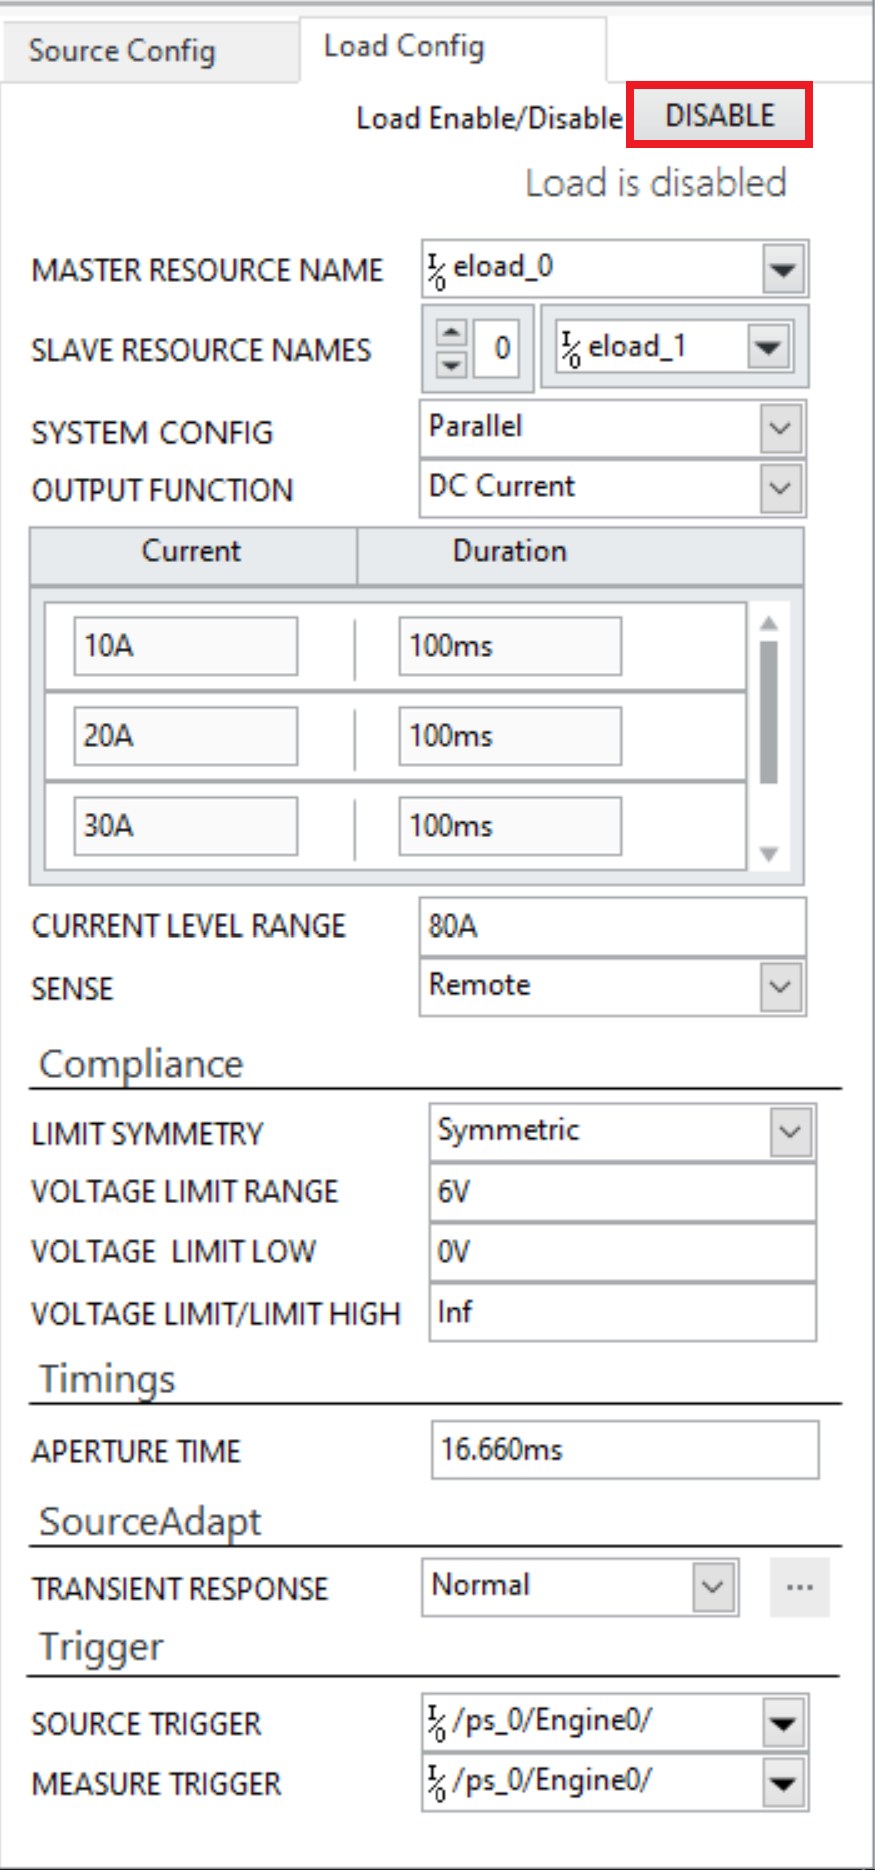 Source Config Load Config
Load Enable/Disable DISABLE
Load is disabled
MASTER RESOURCE NAME I/O eload_0
SLAVE RESOURCE NAMES 0 I/O eload_1
SYSTEM CONFIG Parallel
OUTPUT FUNCTION DC Current
Current Duration
10A 100ms
20A 100ms
30A 100ms
CURRENT LEVEL RANGE 80A
SENSE Remote
Compliance
LIMIT SYMMETRY Symmetric
VOLTAGE LIMIT RANGE 6V
VOLTAGE LIMIT LOW 0V
VOLTAGE LIMIT/LIMIT HIGH Inf
Timings
APERTURE TIME 16.660ms
SourceAdapt
TRANSIENT RESPONSE Normal ...
Trigger
SOURCE TRIGGER I/O /ps_0/Engine0/
MEASURE TRIGGER I/O /ps_0/Engine0/